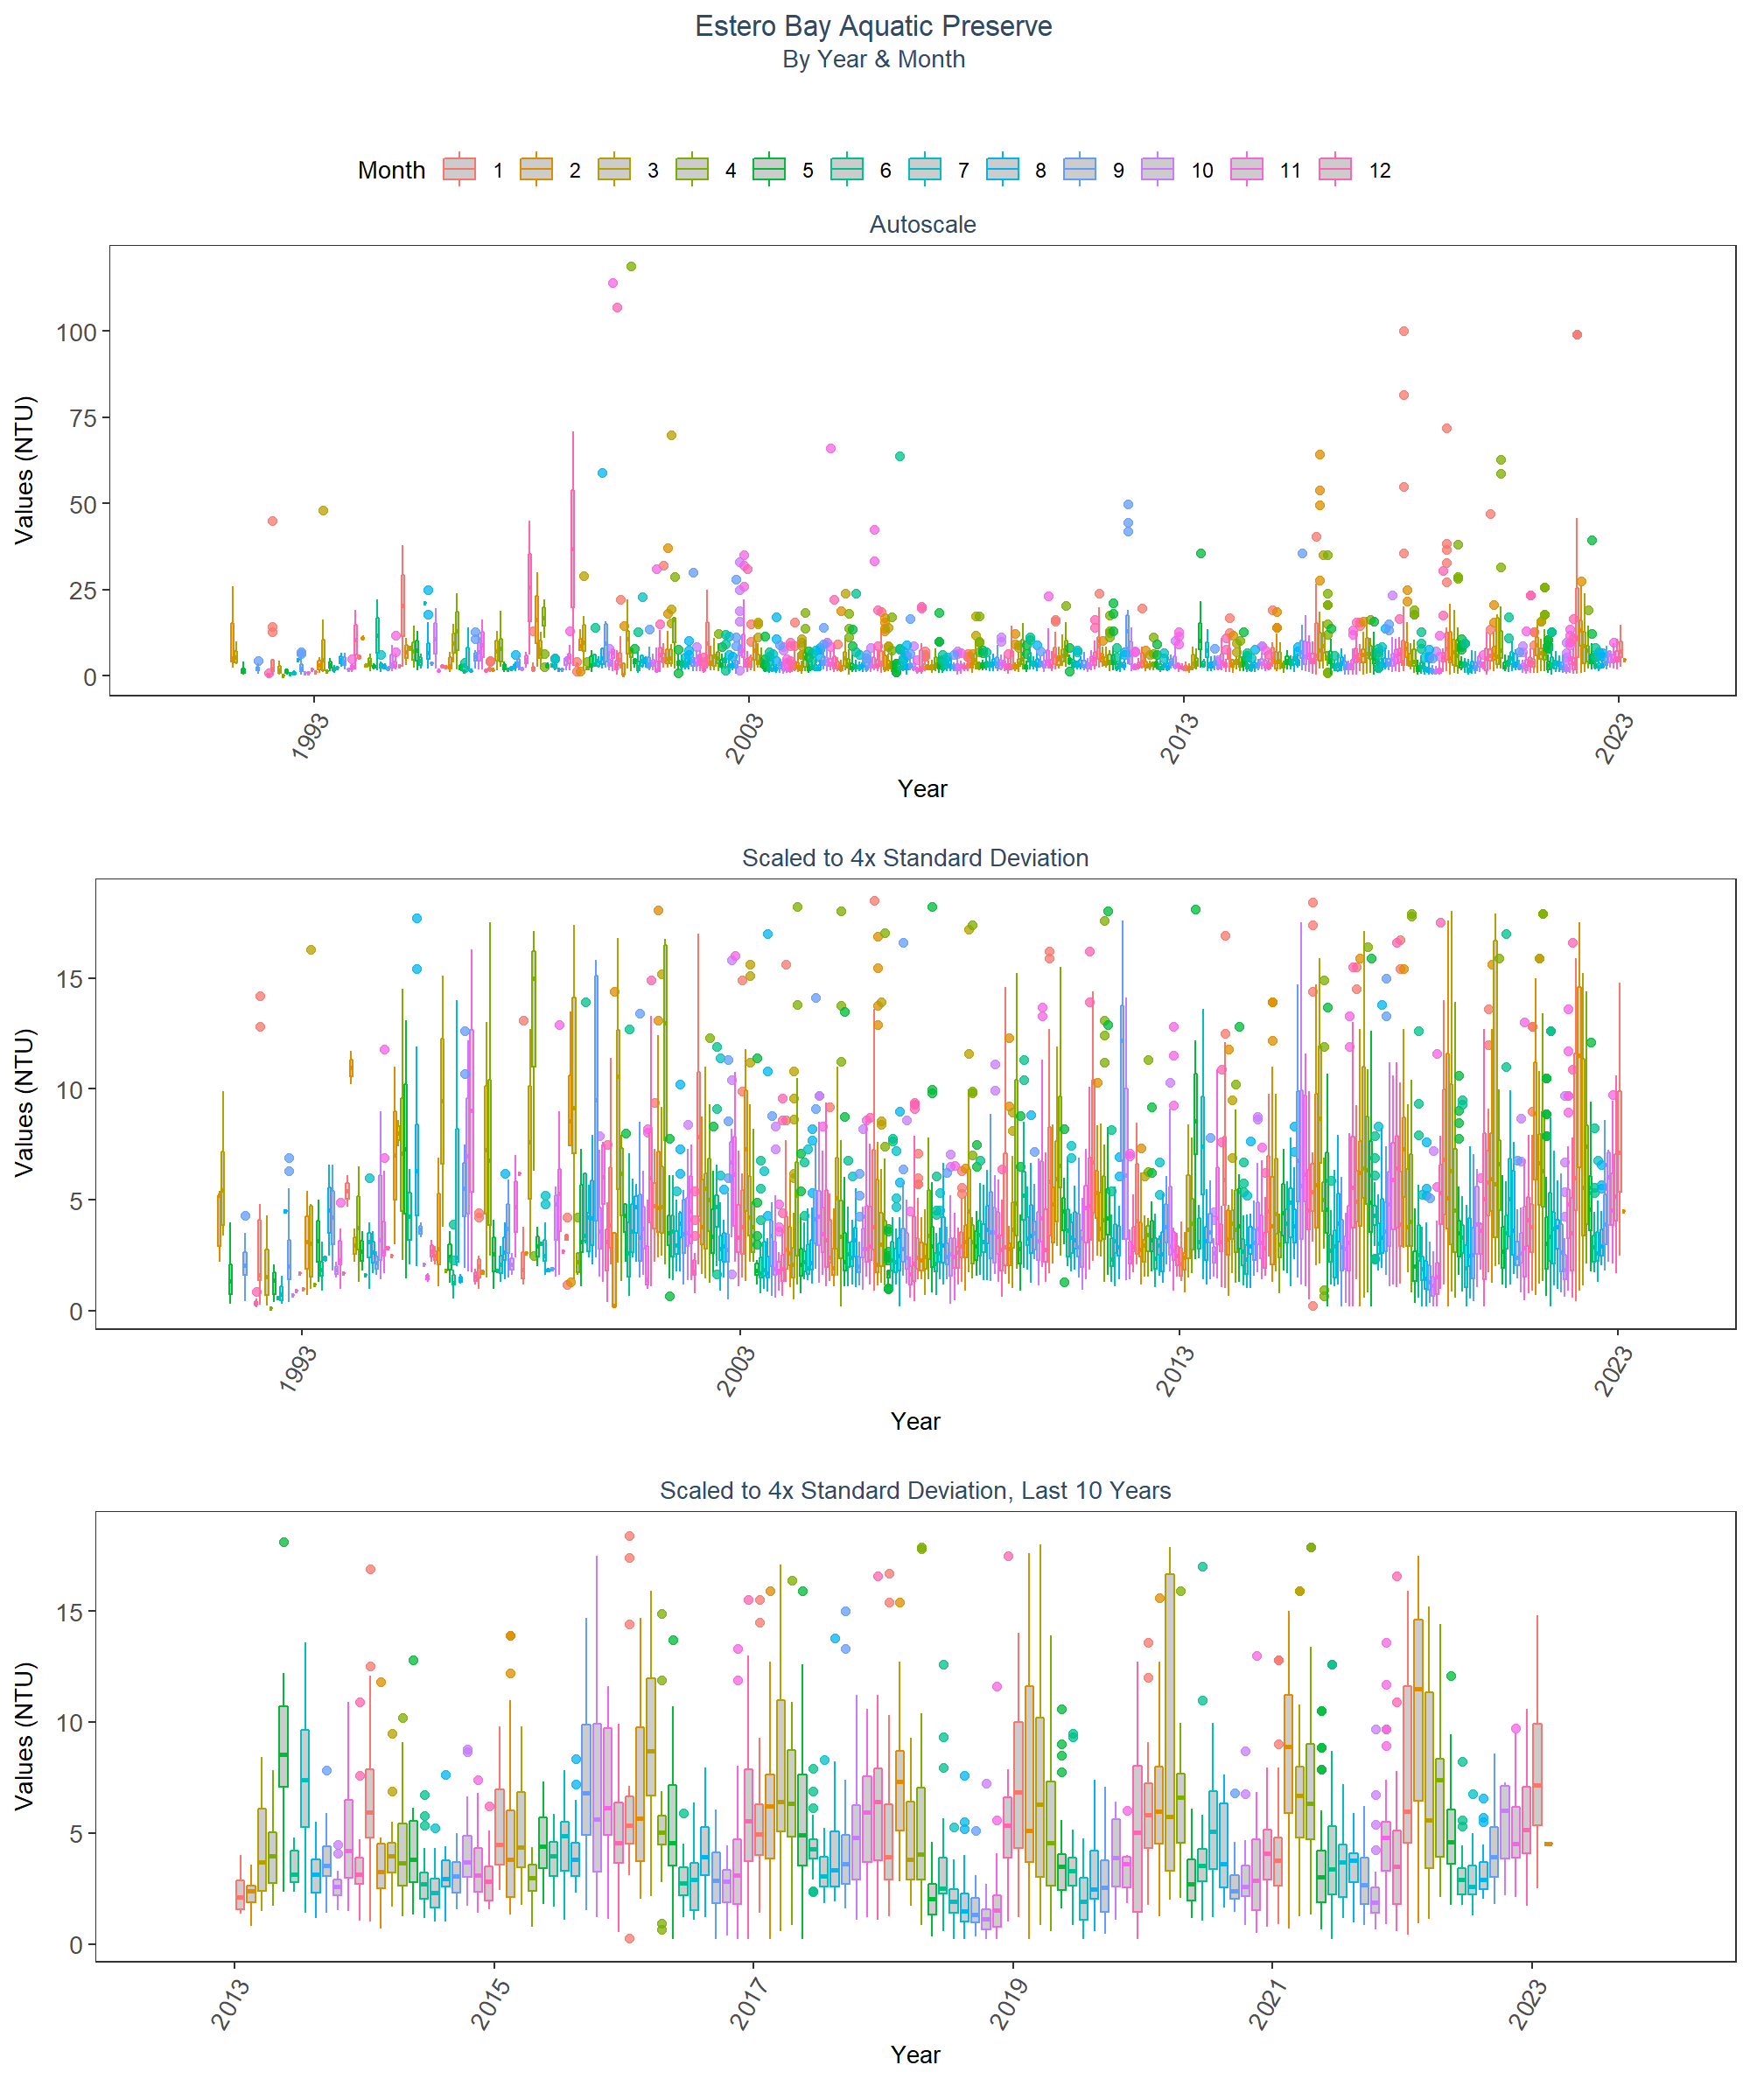 Estero Bay Aquatic Preserve
By Year & Month
Month 1 2 3 4 5 6 7 8 9 10 11 12
Autoscale
Values (NTU)
100
75
50
25
0
1993 2003 2013 2023
Year
Scaled to 4x Standard Deviation
Values (NTU)
15
10
5
0
1993 2003 2013 2023
Year
Scaled to 4x Standard Deviation, Last 10 Years
Values (NTU)
15
10
5
0
2013 2015 2017 2019 2021 2023
Year